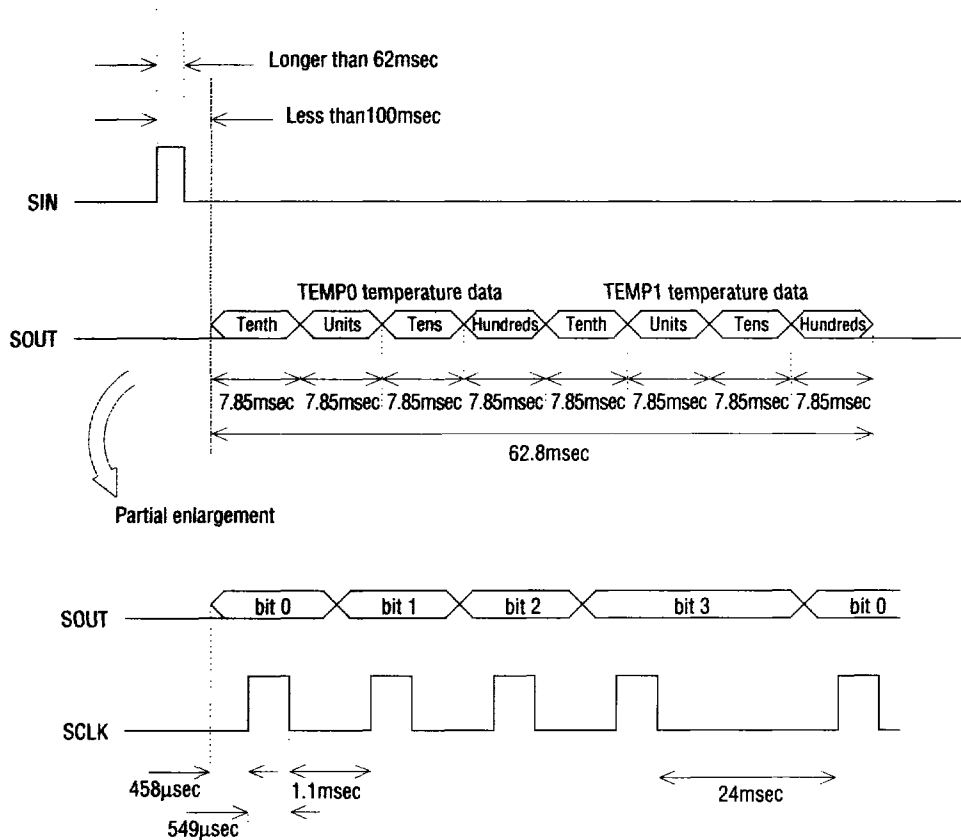 Longer than 62msec
Less than100msec
SIN
TEMP0 temperature data TEMP1 temperature data
SOUT Tenth Units Tens Hundreds Tenth Units Tens Hundreds
7.85msec 7.85msec 7.85msec 7.85msec 7.85msec 7.85msec 7.85msec 7.85msec
62.8msec
Partial enlargement
SOUT bit 0 bit 1 bit 2 bit 3 bit 0
SCLK
458μsec 1.1msec 24msec
549μsec